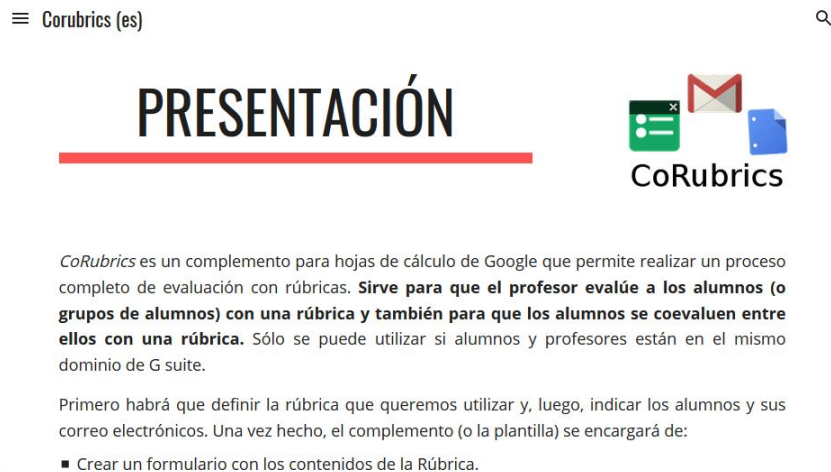 Corubrics (es)
PRESENTACIÓN
CoRubrics
CoRubrics es un complemento para hojas de cálculo de Google que permite realizar un proceso
completo de evaluación con rúbricas. Sirve para que el profesor evalúe a los alumnos (o
grupos de alumnos) con una rúbrica y también para que los alumnos se coevaluen entre
ellos con una rúbrica. Sólo se puede utilizar si alumnos y profesores están en el mismo
dominio de G suite.
Primero habrá que definir la rúbrica que queremos utilizar y, luego, indicar los alumnos y sus
correo electrónicos. Una vez hecho, el complemento (o la plantilla) se encargará de:
▪ Crear un formulario con los contenidos de la Rúbrica.